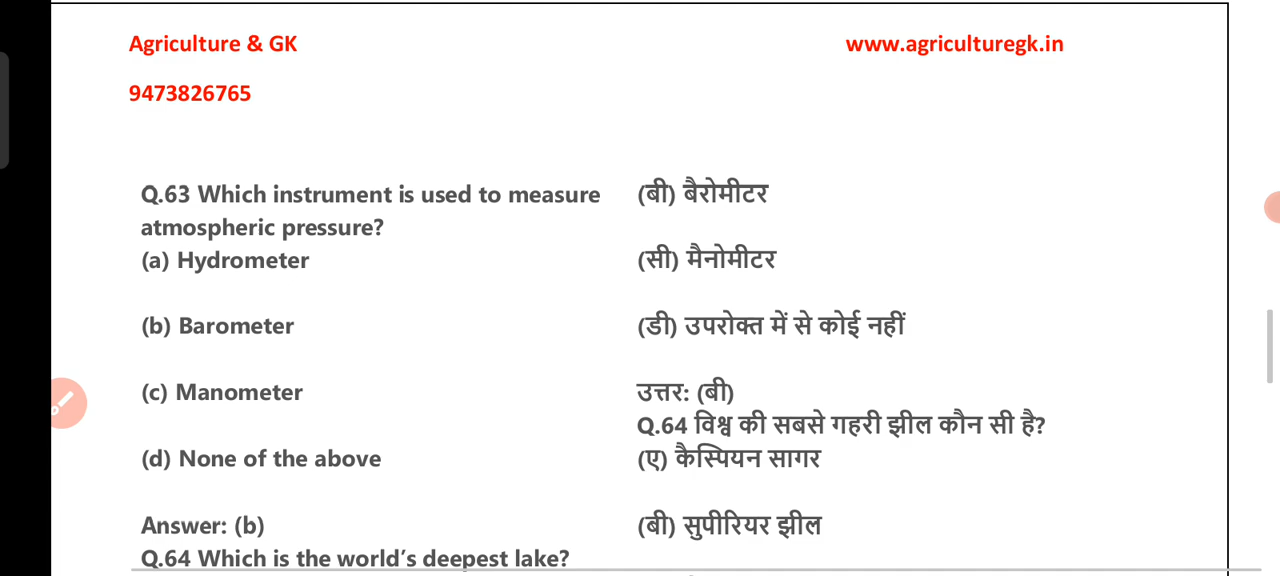 Agriculture & GK
www.agriculturegk.in
9473826765
Q.63 Which instrument is used to measure
atmospheric pressure?
(a) Hydrometer
(b) Barometer
(c) Manometer
(d) None of the above
Answer: (b)
Q.64 Which is the world’s deepest lake?
(बी) बैरोमीटर
(सी) मैनोमीटर
(डी) उपरोक्त में से कोई नहीं
उत्तर: (बी)
Q.64 विश्व की सबसे गहरी झील कौन सी है?
(ए) कैस्पियन सागर
(बी) सुपीरियर झील